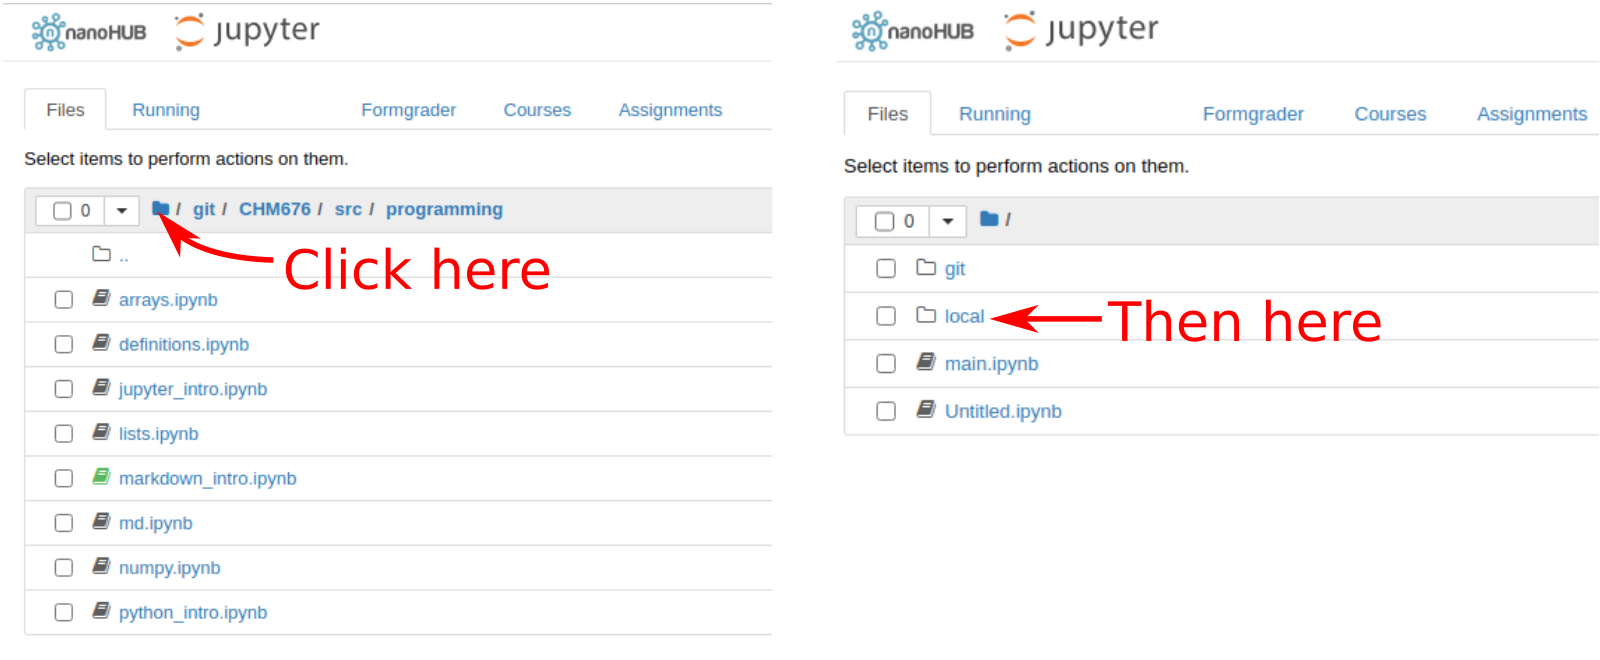 nanoHUB jupyter
Files Running Formgrader Courses Assignments
Select items to perform actions on them.
0 / git / CHM676 / src / programming
..
Click here
arrays.ipynb
definitions.ipynb
jupyter_intro.ipynb
lists.ipynb
markdown_intro.ipynb
md.ipynb
numpy.ipynb
python_intro.ipynb
nanoHUB jupyter
Files Running Formgrader Courses Assignments
Select items to perform actions on them.
0 /
git
local
Then here
main.ipynb
Untitled.ipynb